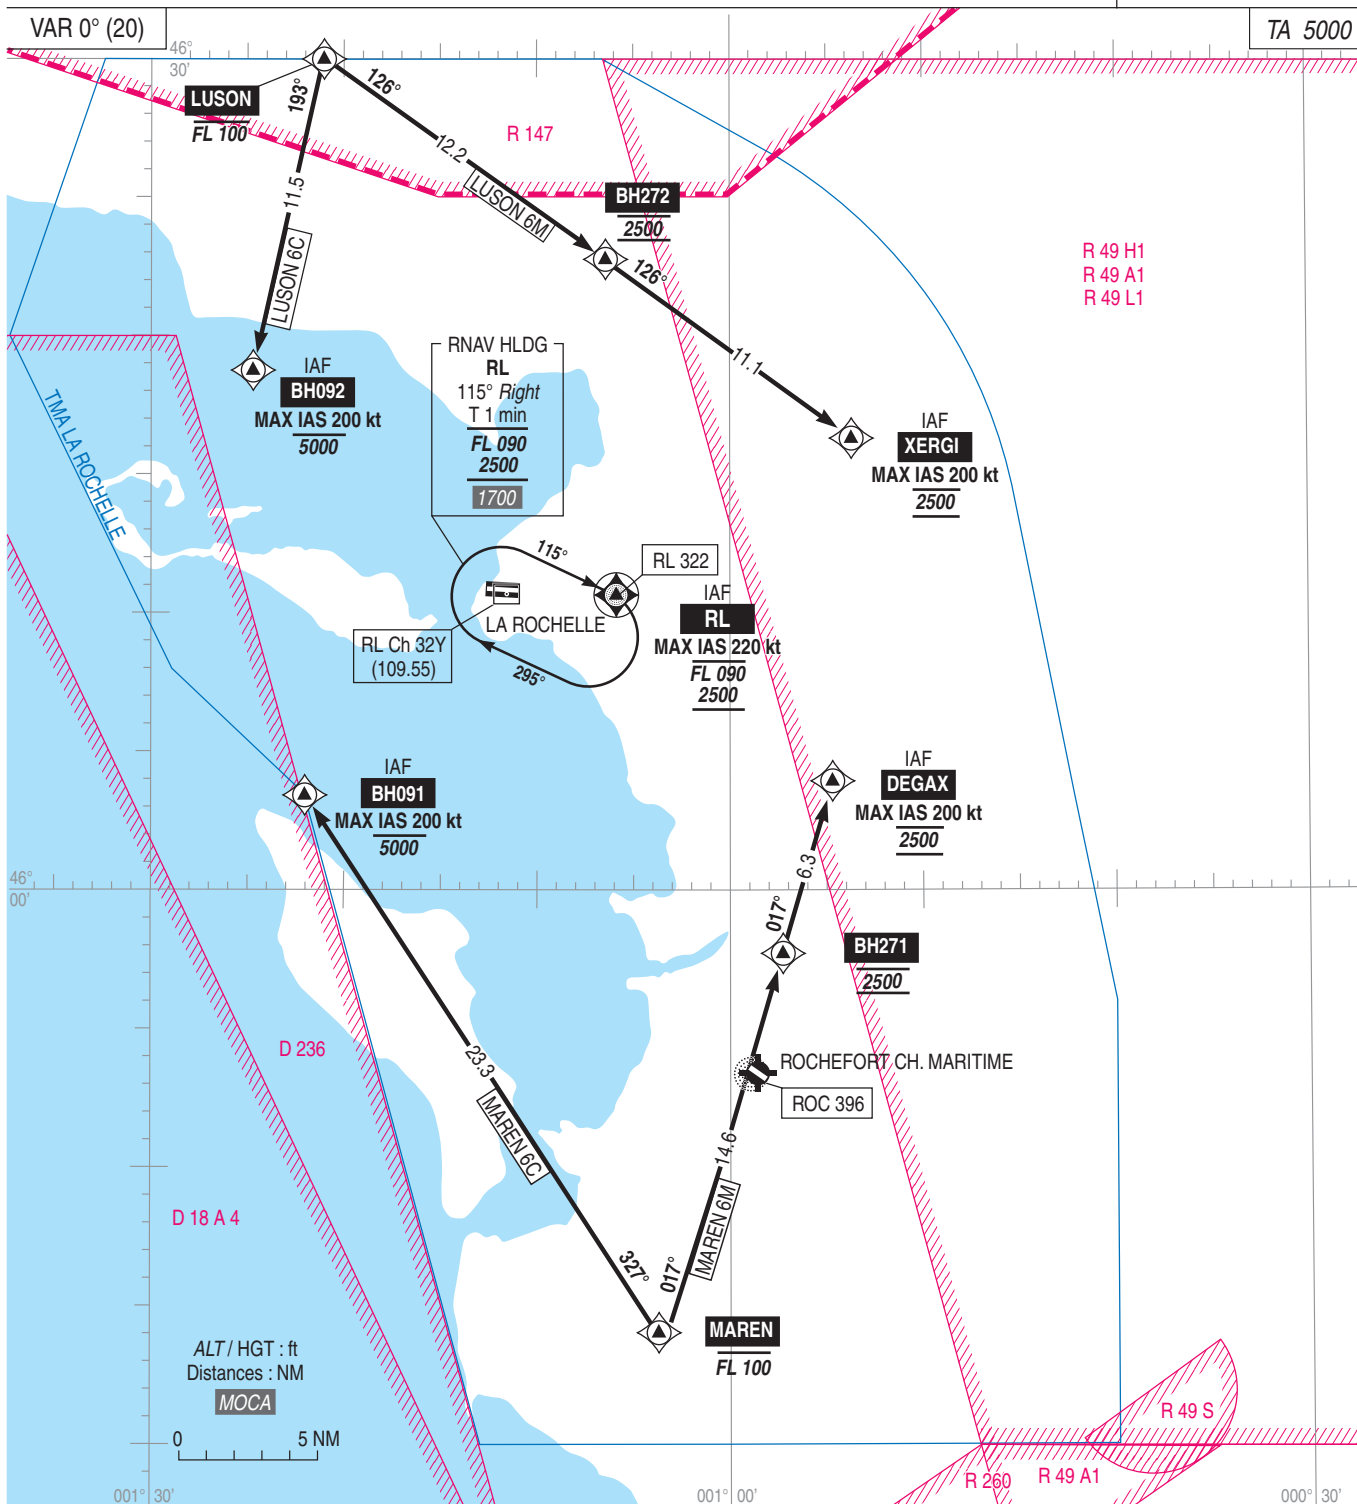 VAR 0° (20)
TA 5000
46°
30'
LUSON
FL 100
193°
126°
12.2
R 147
11.5
LUSON 6M
LUSON 6C
BH272
2500
126°
11.1
R 49 H1
R 49 A1
R 49 L1
IAF
BH092
MAX IAS 200 kt
5000
RNAV HLDG
RL
115° Right
T 1 min
FL 090
2500
1700
IAF
XERGI
MAX IAS 200 kt
2500
TMA LA ROCHELLE
115°
RL 322
LA ROCHELLE
RL Ch 32Y
(109.55)
295°
IAF
RL
MAX IAS 220 kt
FL 090
2500
IAF
BH091
MAX IAS 200 kt
5000
IAF
DEGAX
MAX IAS 200 kt
2500
6.3
46°
00'
017°
BH271
2500
D 236
23.3
ROCHEFORT CH. MARITIME
ROC 396
MAREN 6C
14.6
MAREN 6M
D 18 A 4
327°
017°
MAREN
FL 100
ALT / HGT : ft
Distances : NM
MOCA
0
5 NM
R 49 S
R 260
R 49 A1
001° 30'
001° 00'
000° 30'